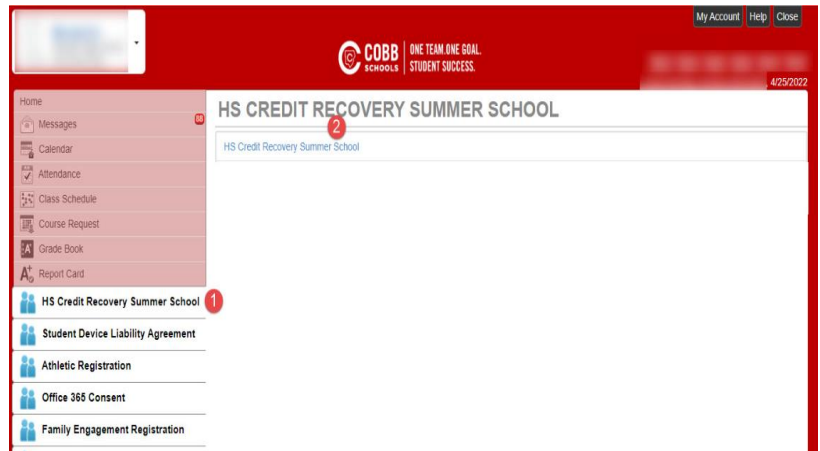 My Account Help Close
COBB SCHOOLS
ONE TEAM.ONE GOAL.
STUDENT SUCCESS.
4/25/2022
Home
Messages
Calendar
Attendance
Class Schedule
Course Request
Grade Book
Report Card
HS Credit Recovery Summer School 1
Student Device Liability Agreement
Athletic Registration
Office 365 Consent
Family Engagement Registration
HS CREDIT RECOVERY SUMMER SCHOOL
2
HS Credit Recovery Summer School